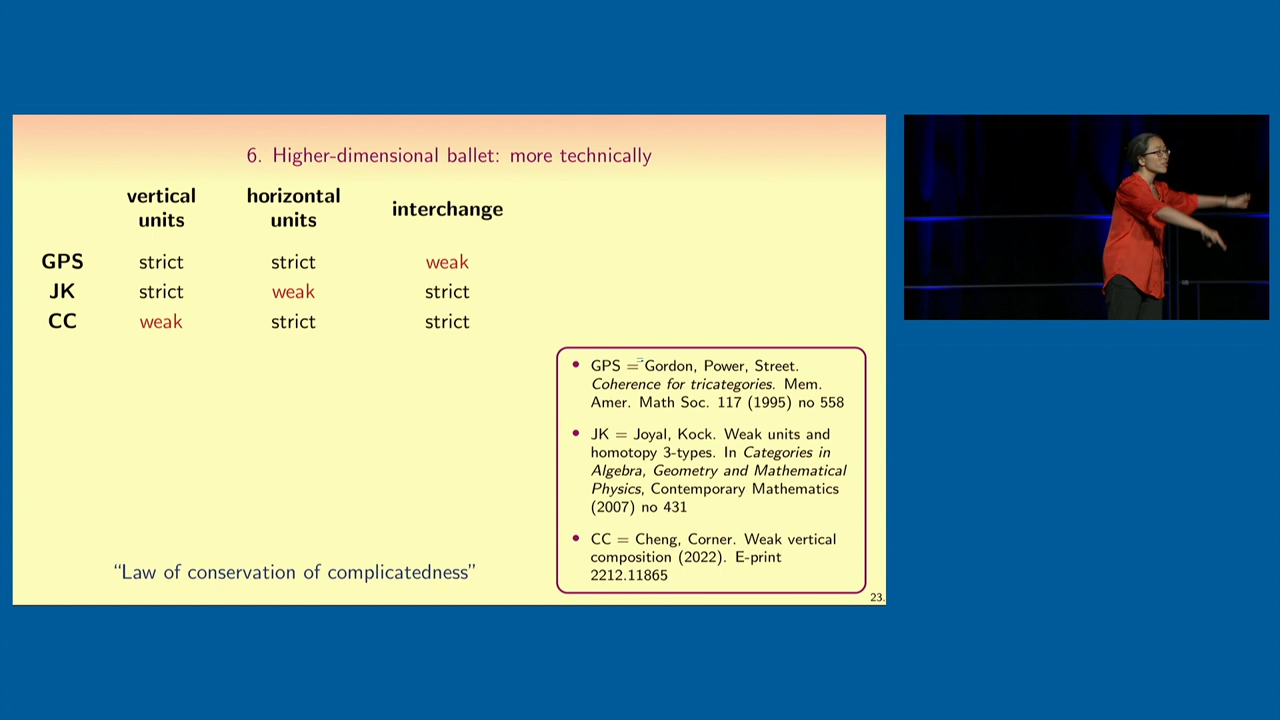 6. Higher-dimensional ballet: more technically
vertical units horizontal units interchange
GPS strict strict weak
JK strict weak strict
CC weak strict strict
• GPS = Gordon, Power, Street.
Coherence for tricategories. Mem.
Amer. Math Soc. 117 (1995) no 558
• JK = Joyal, Kock. Weak units and
homotopy 3-types. In Categories in
Algebra, Geometry and Mathematical
Physics, Contemporary Mathematics
(2007) no 431
• CC = Cheng, Corner. Weak vertical
composition (2022). E-print
2212.11865
“Law of conservation of complicatedness”
23.